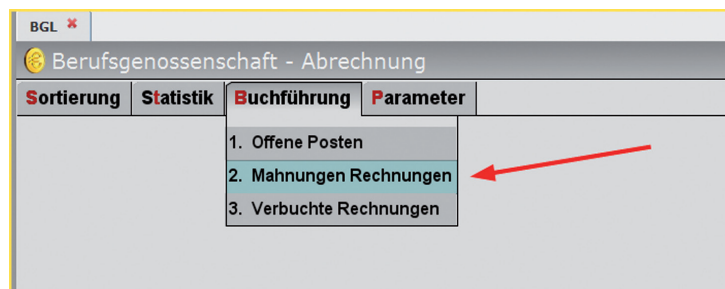 BGL
Berufsgenossenschaft - Abrechnung
Sortierung Statistik Buchführung Parameter
1. Offene Posten
2. Mahnungen Rechnungen
3. Verbuchte Rechnungen